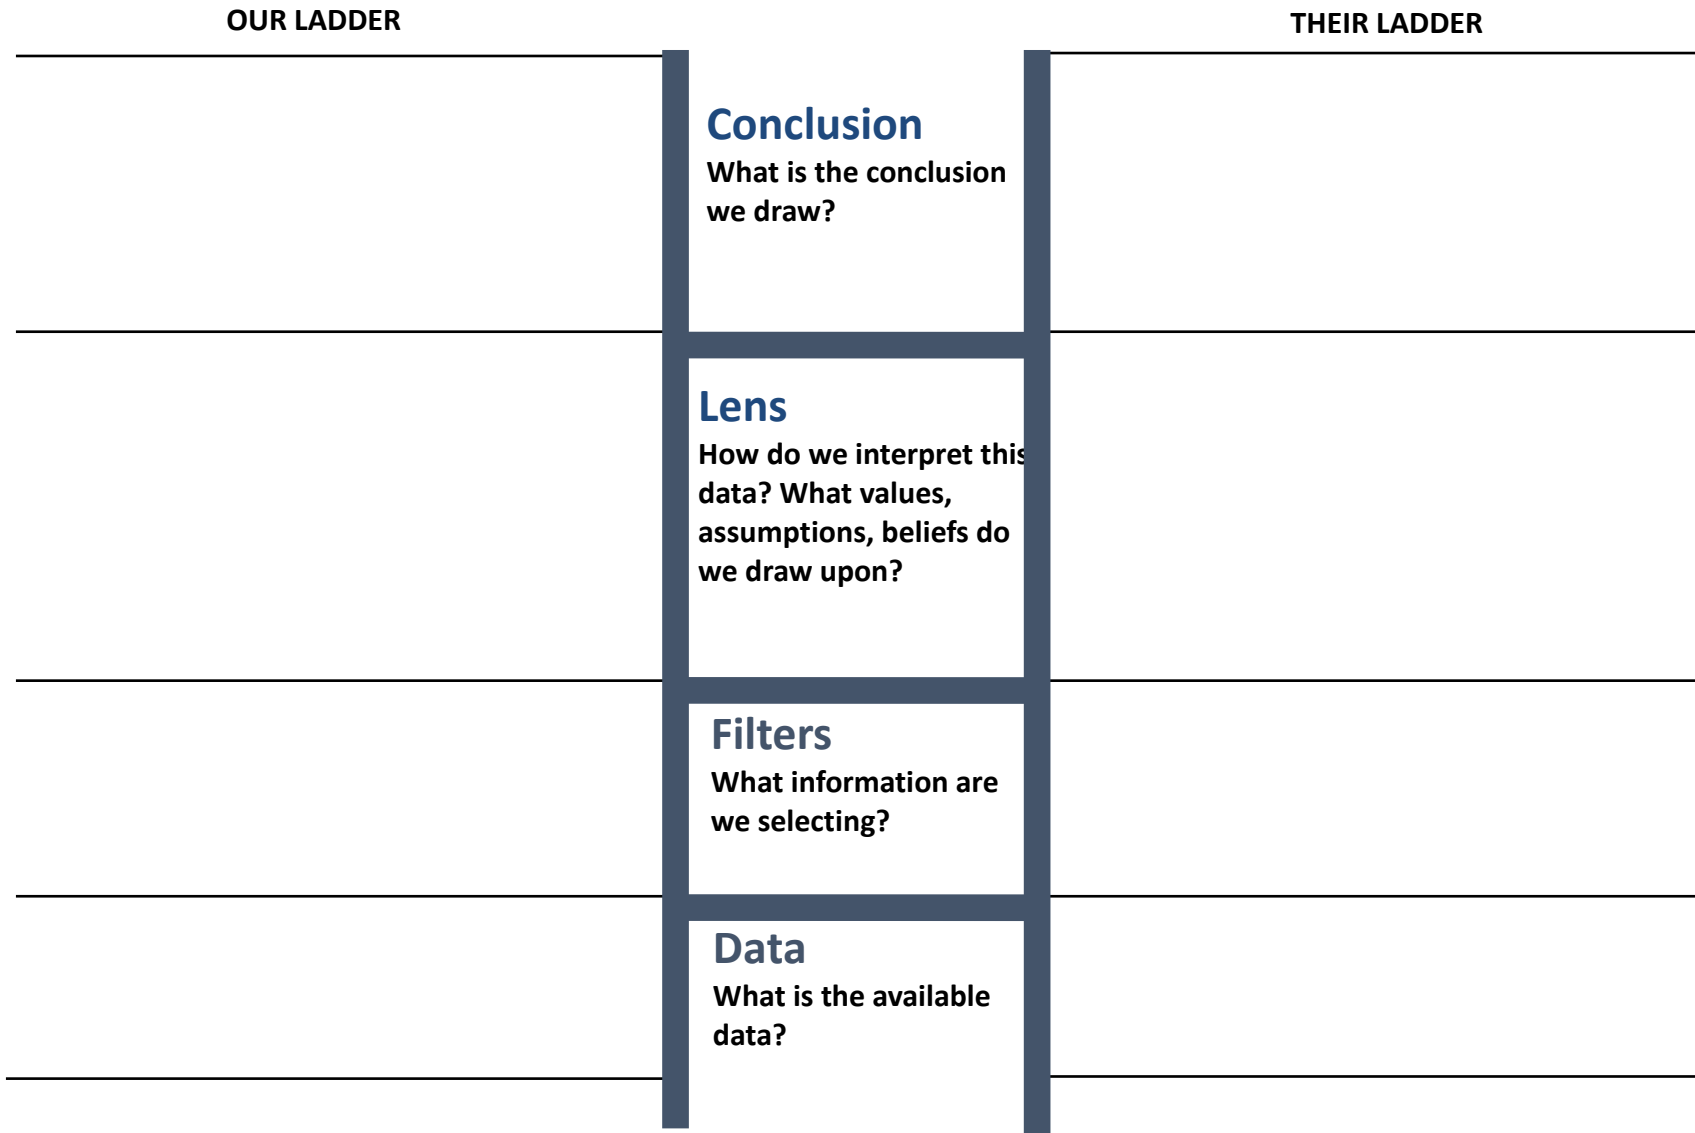 OUR LADDER
THEIR LADDER
Conclusion
What is the conclusion
we draw?
Lens
How do we interpret this
data? What values,
assumptions, beliefs do
we draw upon?
Filters
What information are
we selecting?
Data
What is the available
data?